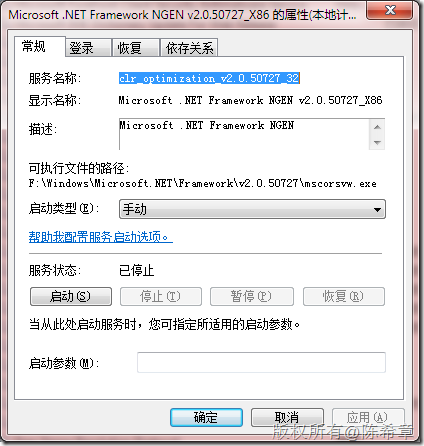 Microsoft .NET Framework NGEN v2.0.50727_X86 的属性(本地计...
常规
登录
恢复
依存关系
服务名称:
clr_optimization_v2.0.50727_32
显示名称:
Microsoft .NET Framework NGEN v2.0.50727_X86
描述:
Microsoft .NET Framework NGEN
可执行文件的路径:
F:\Windows\Microsoft.NET\Framework\v2.0.50727\mscorsvw.exe
启动类型(E):
手动
帮助我配置服务启动选项。
服务状态:
已停止
启动(S)
停止(T)
暂停(P)
恢复(R)
当从此处启动服务时，您可指定所适用的启动参数。
启动参数(M):
确定
取消
应用(A)
版权所有@陈希章